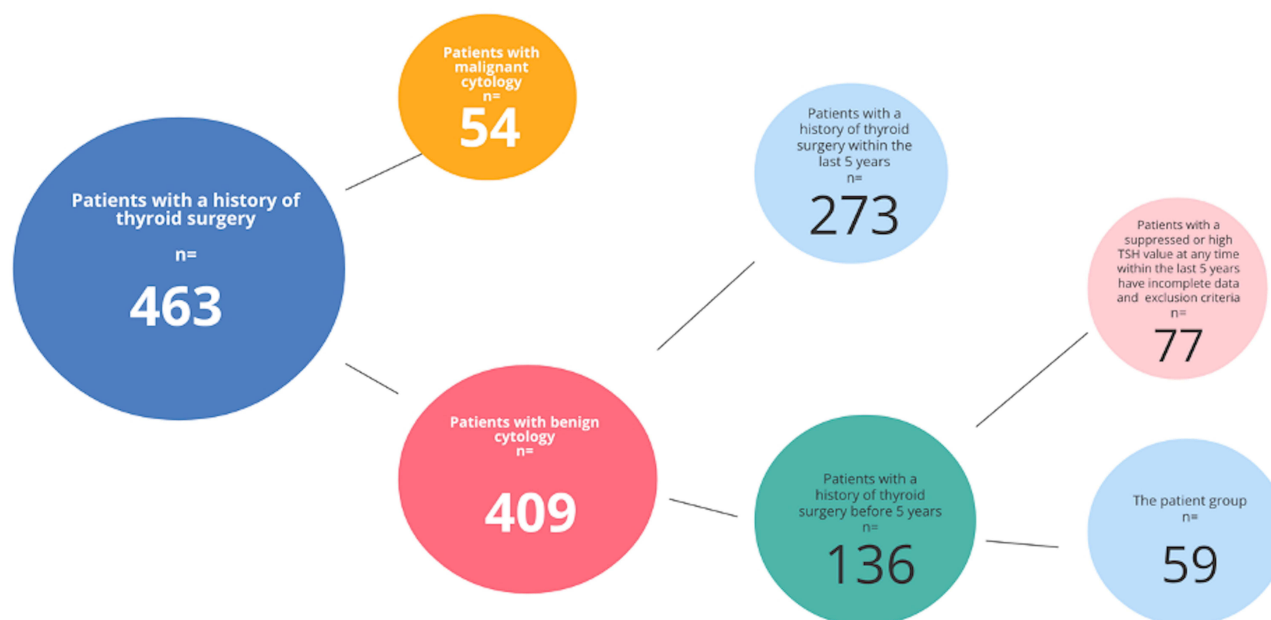 Patients with a history of
thyroid surgery
n=
463
Patients with
malignant
cytology
n=
54
Patients with benign
cytology
n=
409
Patients with a
history of thyroid
surgery within the
last 5 years
n=
273
Patients with a
history of thyroid
surgery before 5 years
n=
136
Patients with a
suppressed or high
TSH value at any time
within the last 5 years
have incomplete data
and exclusion criteria
n=
77
The patient group
n=
59